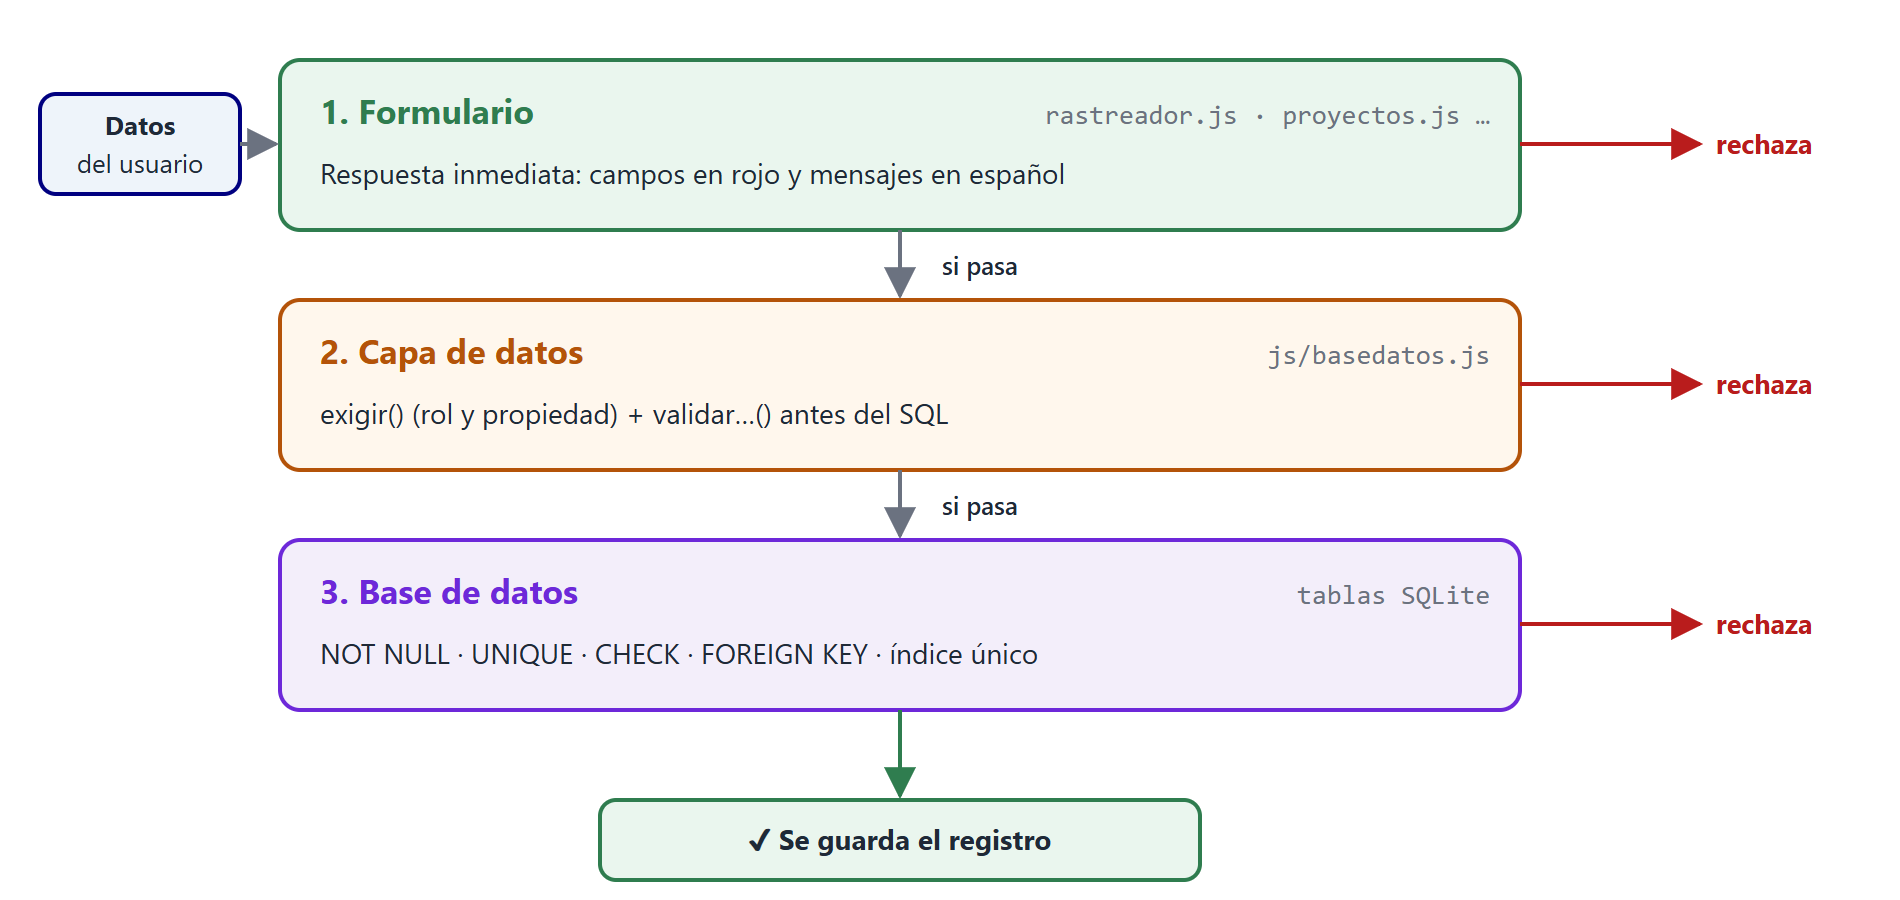 Datos
del usuario
1. Formulario
rastreador.js · proyectos.js …
Respuesta inmediata: campos en rojo y mensajes en español
rechaza
si pasa
2. Capa de datos
js/basedatos.js
exigir() (rol y propiedad) + validar…() antes del SQL
rechaza
si pasa
3. Base de datos
tablas SQLite
NOT NULL · UNIQUE · CHECK · FOREIGN KEY · índice único
rechaza
✓ Se guarda el registro